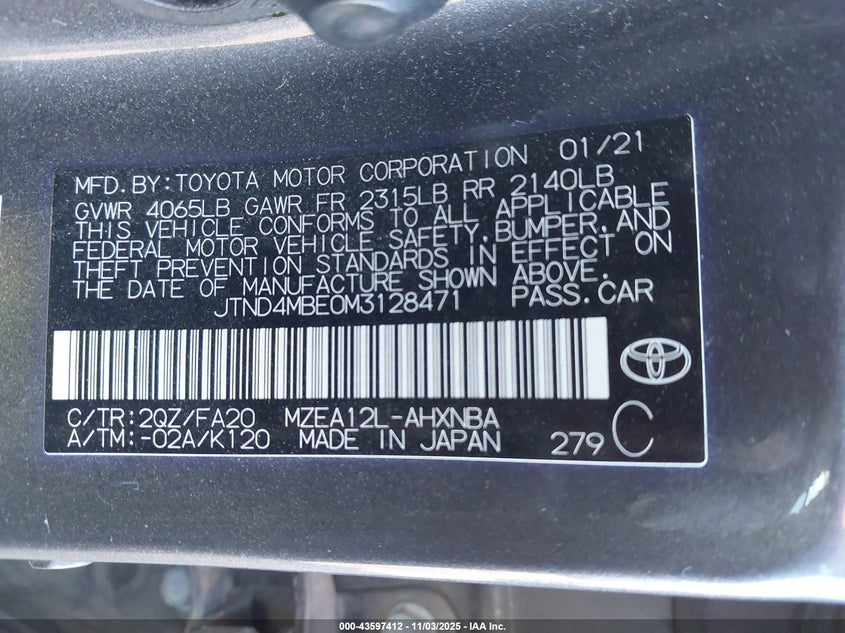 MFD. BY: TOYOTA MOTOR CORPORATION 01/21
GVWR 4065LB GAWR FR 2315LB RR 2140LB
THIS VEHICLE CONFORMS TO ALL APPLICABLE
FEDERAL MOTOR VEHICLE SAFETY, BUMPER, AND
THEFT PREVENTION STANDARDS IN EFFECT ON
THE DATE OF MANUFACTURE SHOWN ABOVE.
JTND4MBE0M3128471 PASS. CAR
C/TR: 2QZ/FA20 MZEA12L-AHXNBA
A/TM: -02A/K120 MADE IN JAPAN 279 C
000-43597412 | 11/03/2025 | IAA Inc.